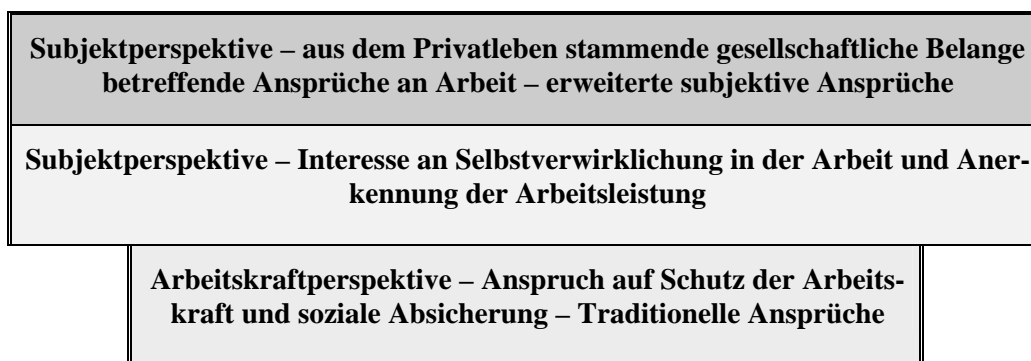 Subjektperspektive – aus dem Privatleben stammende gesellschaftliche Belange
betreffende Ansprüche an Arbeit – erweiterte subjektive Ansprüche
Subjektperspektive – Interesse an Selbstverwirklichung in der Arbeit und Aner-
kennung der Arbeitsleistung
Arbeitskraftperspektive – Anspruch auf Schutz der Arbeits-
kraft und soziale Absicherung – Traditionelle Ansprüche